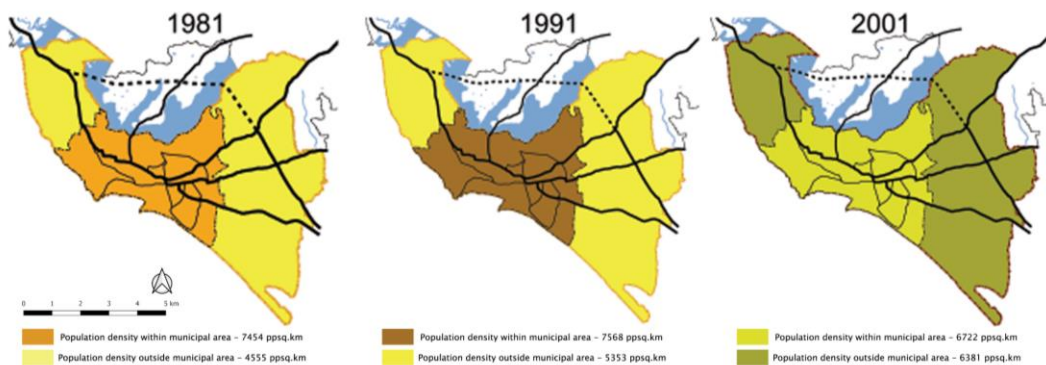 1981
1991
2001
0 1 2 3 4 5 km
Population density within municipal area - 7454 ppsq.km
Population density outside municipal area - 4555 ppsq.km
Population density within municipal area - 7568 ppsq.km
Population density outside municipal area - 5353 ppsq.km
Population density within municipal area - 6722 ppsq.km
Population density outside municipal area - 6381 ppsq.km